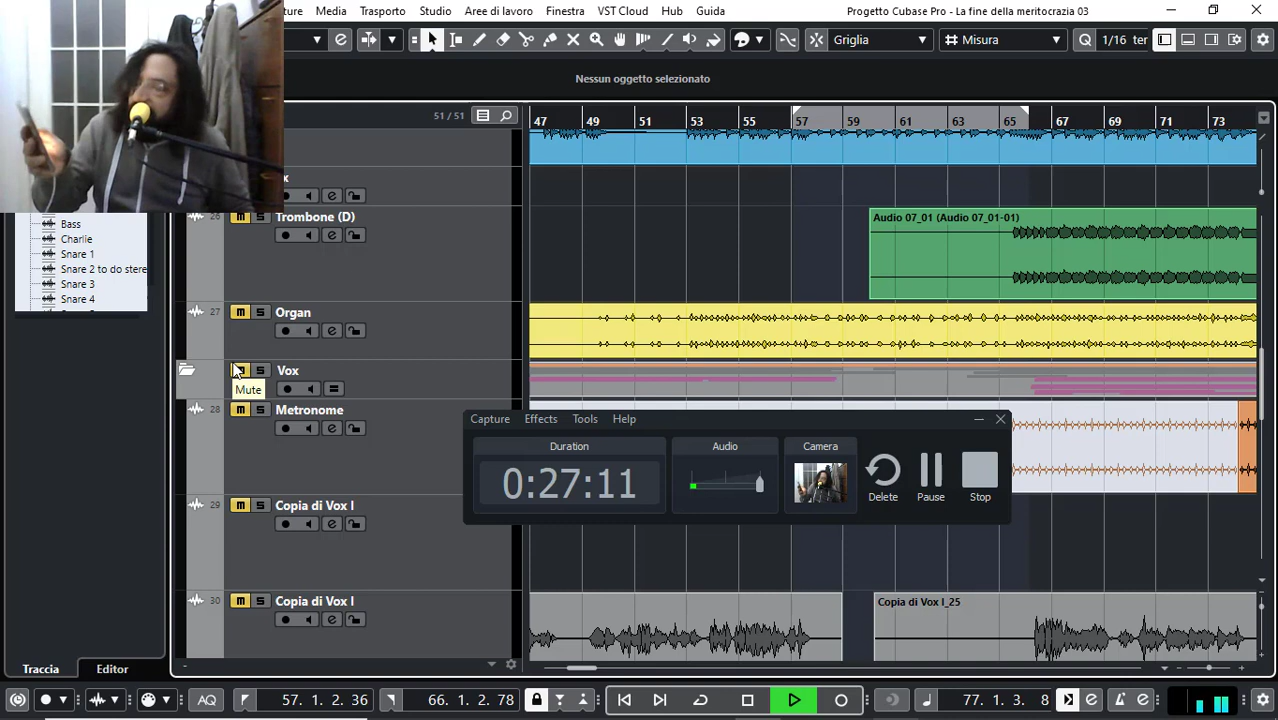 ture Media Trasporto Studio Aree di lavoro Finestra VST Cloud Hub Guida Progetto Cubase Pro - La fine della meritocrazia 03
e Griglia Misura Q 1/16 ter
Nessun oggetto selezionato
51 / 51
47 49 51 53 55 57 59 61 63 65 67 69 71 73
x
e
26 M S Trombone (D)
e
Audio 07_01 (Audio 07_01-01)
Bass
Charlie
Snare 1
Snare 2 to do stere
Snare 3
Snare 4
27 M S Organ
e
S Vox
Mute
28 M S Metronome
e
Capture Effects Tools Help
Duration Audio Camera
0:27:11
Delete Pause Stop
29 M S Copia di Vox I
e
30 M S Copia di Vox I
e
Copia di Vox I_25
Traccia Editor
AQ 57. 1. 2. 36 66. 1. 2. 78 77. 1. 3. 8 e e